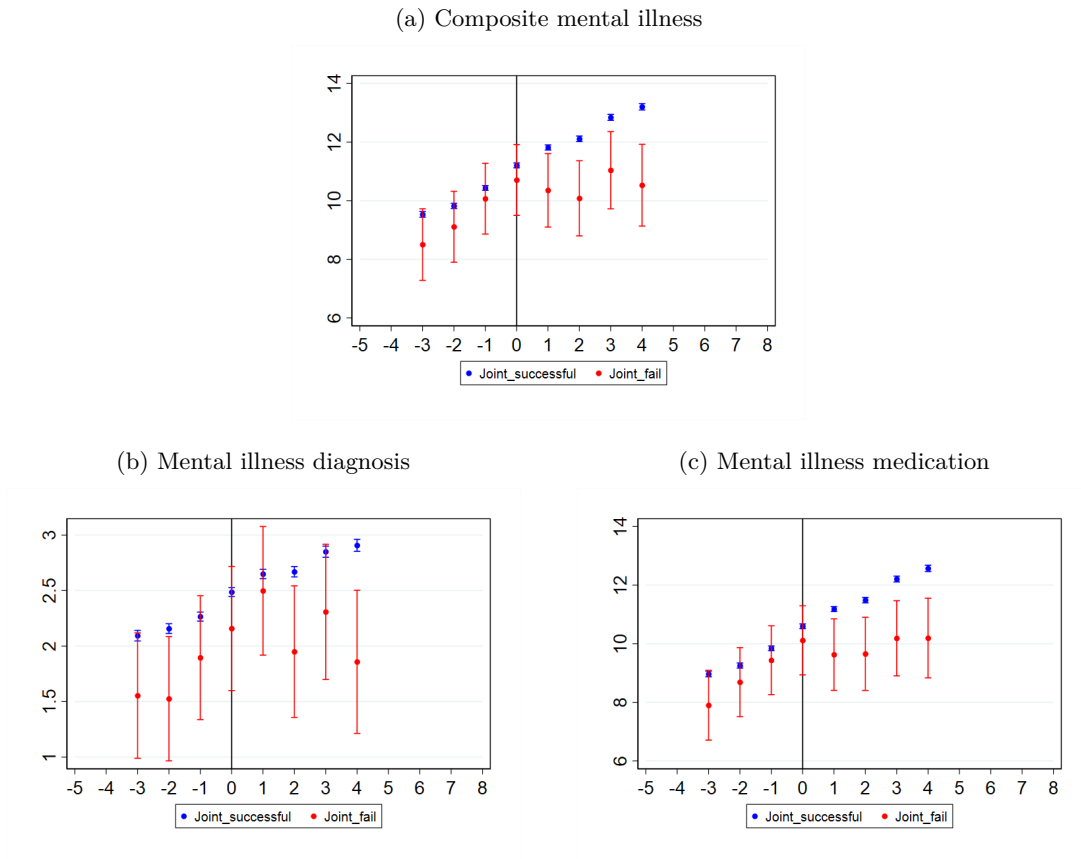 (a) Composite mental illness
14
12
10
8
6
-5 -4 -3 -2 -1 0 1 2 3 4 5 6 7 8
Joint_successful Joint_fail
(b) Mental illness diagnosis
3
2.5
2
1.5
1
-5 -4 -3 -2 -1 0 1 2 3 4 5 6 7 8
Joint_successful Joint_fail
(c) Mental illness medication
14
12
10
8
6
-5 -4 -3 -2 -1 0 1 2 3 4 5 6 7 8
Joint_successful Joint_fail